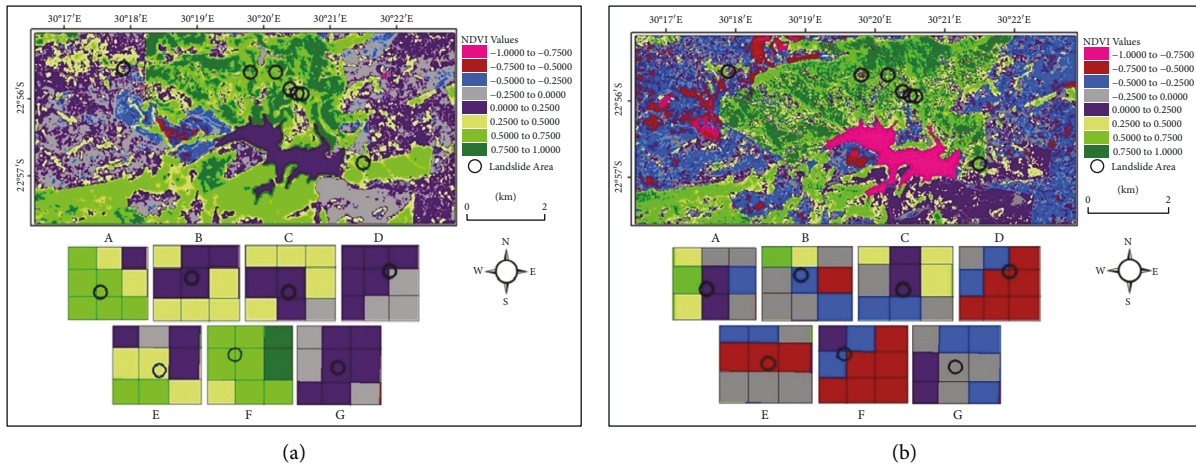 30°17'E 30°19'E 30°20'E 30°21'E 30°22'E
22°56'S
22°57'S
NDVI Values
−1.0000 to −0.7500
−0.7500 to −0.5000
−0.5000 to −0.2500
−0.2500 to 0.0000
0.0000 to 0.2500
0.2500 to 0.5000
0.5000 to 0.7500
0.7500 to 1.0000
Landslide Area
(km)
0 2
A B C D
N
W E
S
E F G
(a)
30°17'E 30°18'E 30°19'E 30°20'E 30°21'E 30°22'E
22°56'S
22°57'S
NDVI Values
−1.0000 to −0.7500
−0.7500 to −0.5000
−0.5000 to −0.2500
−0.2500 to 0.0000
0.0000 to 0.2500
0.2500 to 0.5000
0.5000 to 0.7500
0.7500 to 1.0000
Landslide Area
(km)
0 2
A B C D
N
W E
S
E F G
(b)